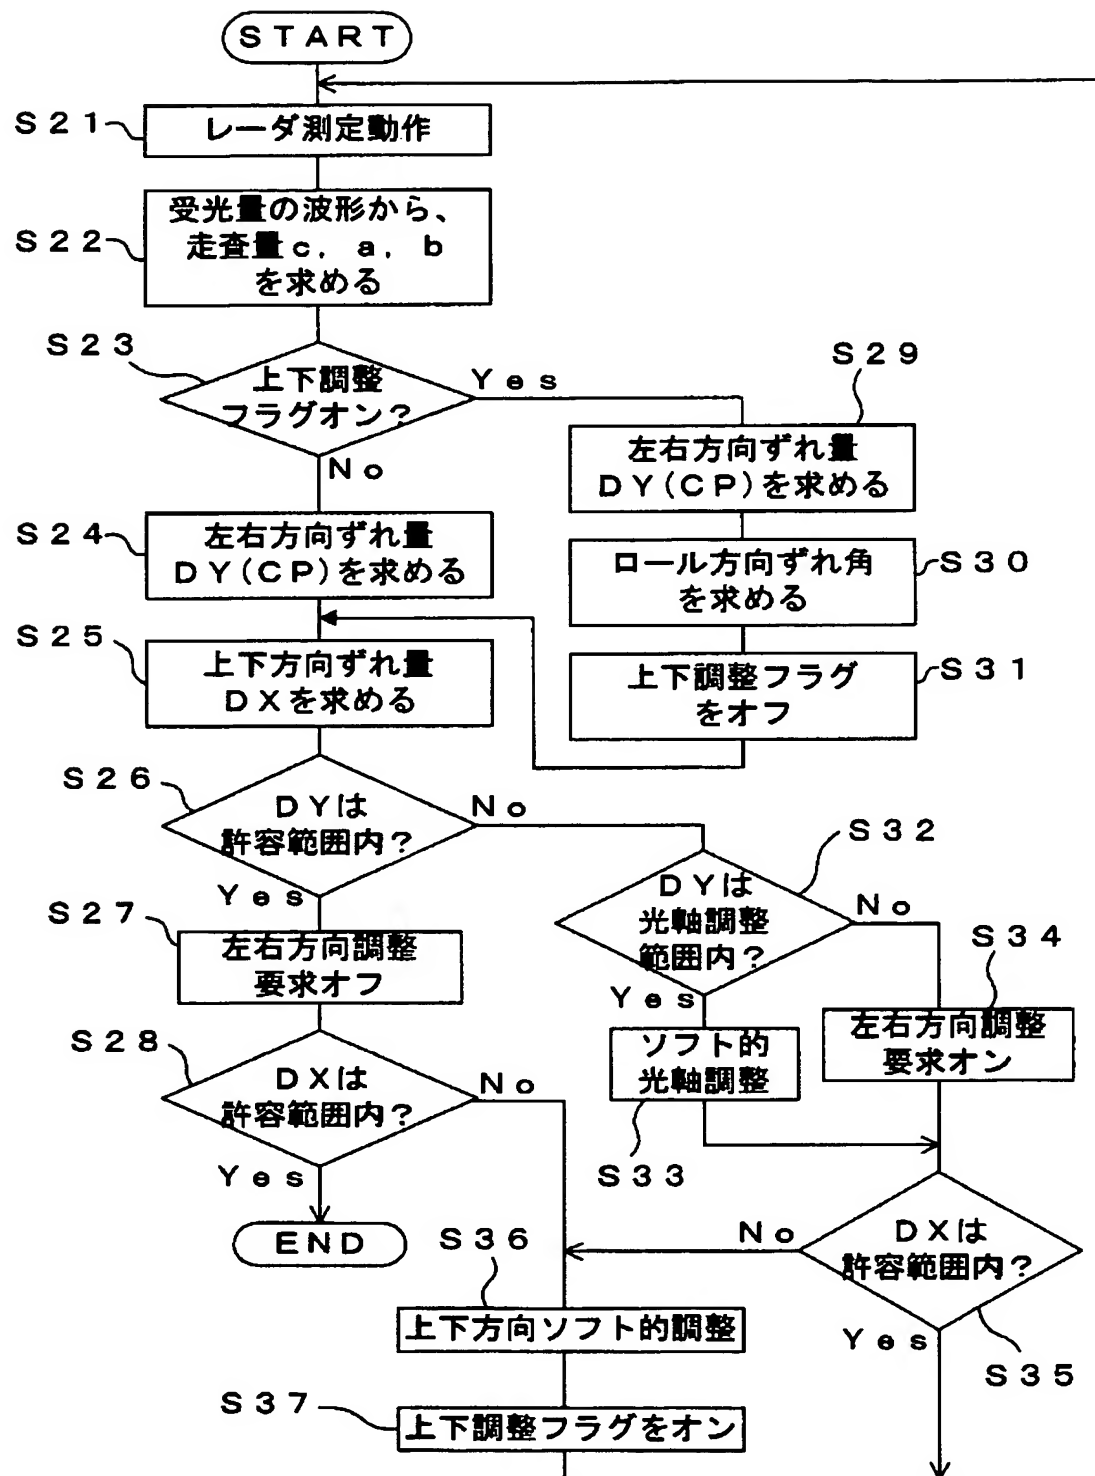 START
S21
レーダ測定動作
S22
受光量の波形から、
走査量c, a, b
を求める
S23
上下調整
フラグオン?
Yes
No
S29
左右方向ずれ量
DY(CP)を求める
S24
左右方向ずれ量
DY(CP)を求める
S30
ロール方向ずれ角
を求める
S25
上下方向ずれ量
DXを求める
S31
上下調整フラグ
をオフ
S26
DYは
許容範囲内?
No
Yes
S32
DYは
光軸調整
範囲内?
No
Yes
S27
左右方向調整
要求オフ
S34
左右方向調整
要求オン
S28
DXは
許容範囲内?
No
Yes
ソフト的
光軸調整
S33
END
S35
DXは
許容範囲内?
No
Yes
S36
上下方向ソフト的調整
S37
上下調整フラグをオン